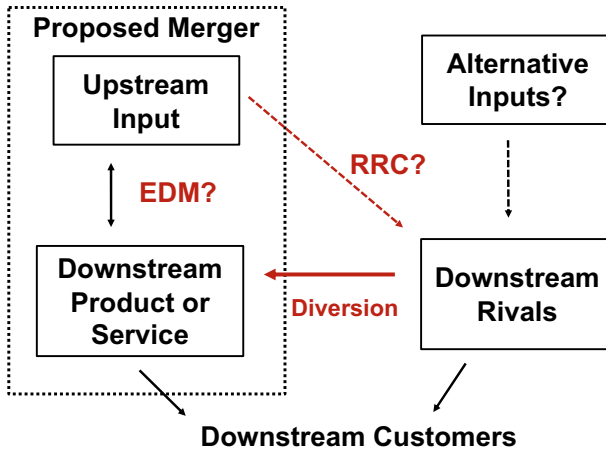 Proposed Merger
Upstream
Input
Alternative
Inputs?
RRC?
EDM?
Downstream
Product or
Service
Diversion
Downstream
Rivals
Downstream Customers